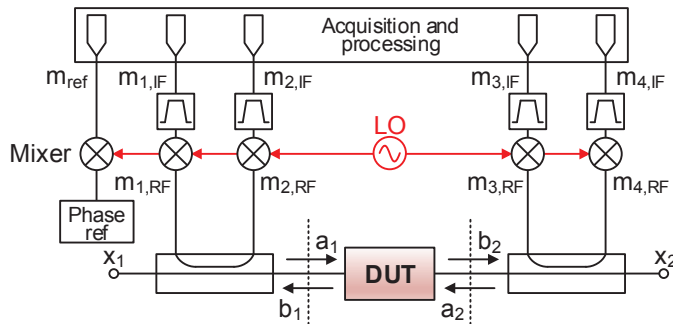 Acquisition and
processing
m_ref
m_1,IF
m_2,IF
m_3,IF
m_4,IF
LO
Mixer
m_1,RF
m_2,RF
m_3,RF
m_4,RF
Phase
ref
x_1
a_1
b_2
x_2
DUT
b_1
a_2